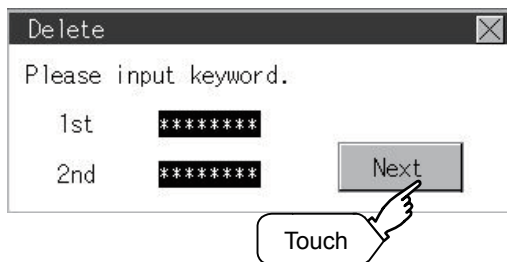 Delete
Please input keyword.
1st ********
2nd ********
Next
Touch